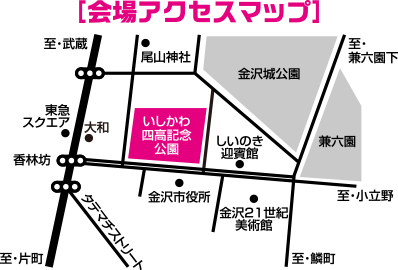 [会場アクセスマップ]
至・武蔵
尾山神社
金沢城公園
至・
兼六園下
東急
スクエア
大和
いしかわ
四高記念
公園
しいのき
迎賓館
兼六園
香林坊
金沢市役所
金沢21世紀
美術館
至・小立野
タテマチストリート
至・片町
至・鱗町